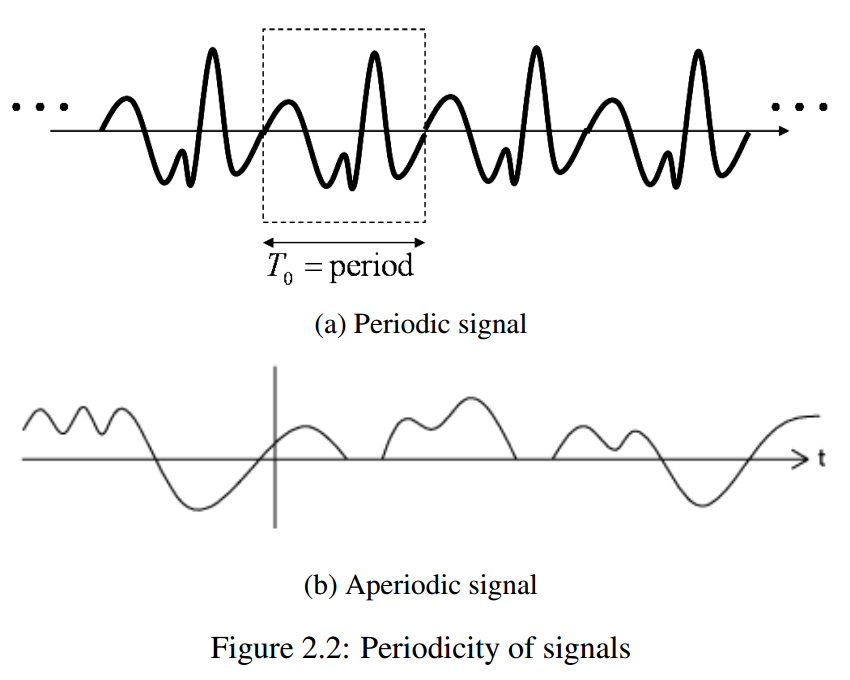 • • •
• • •
T₀ = period
(a) Periodic signal
t
(b) Aperiodic signal
Figure 2.2: Periodicity of signals